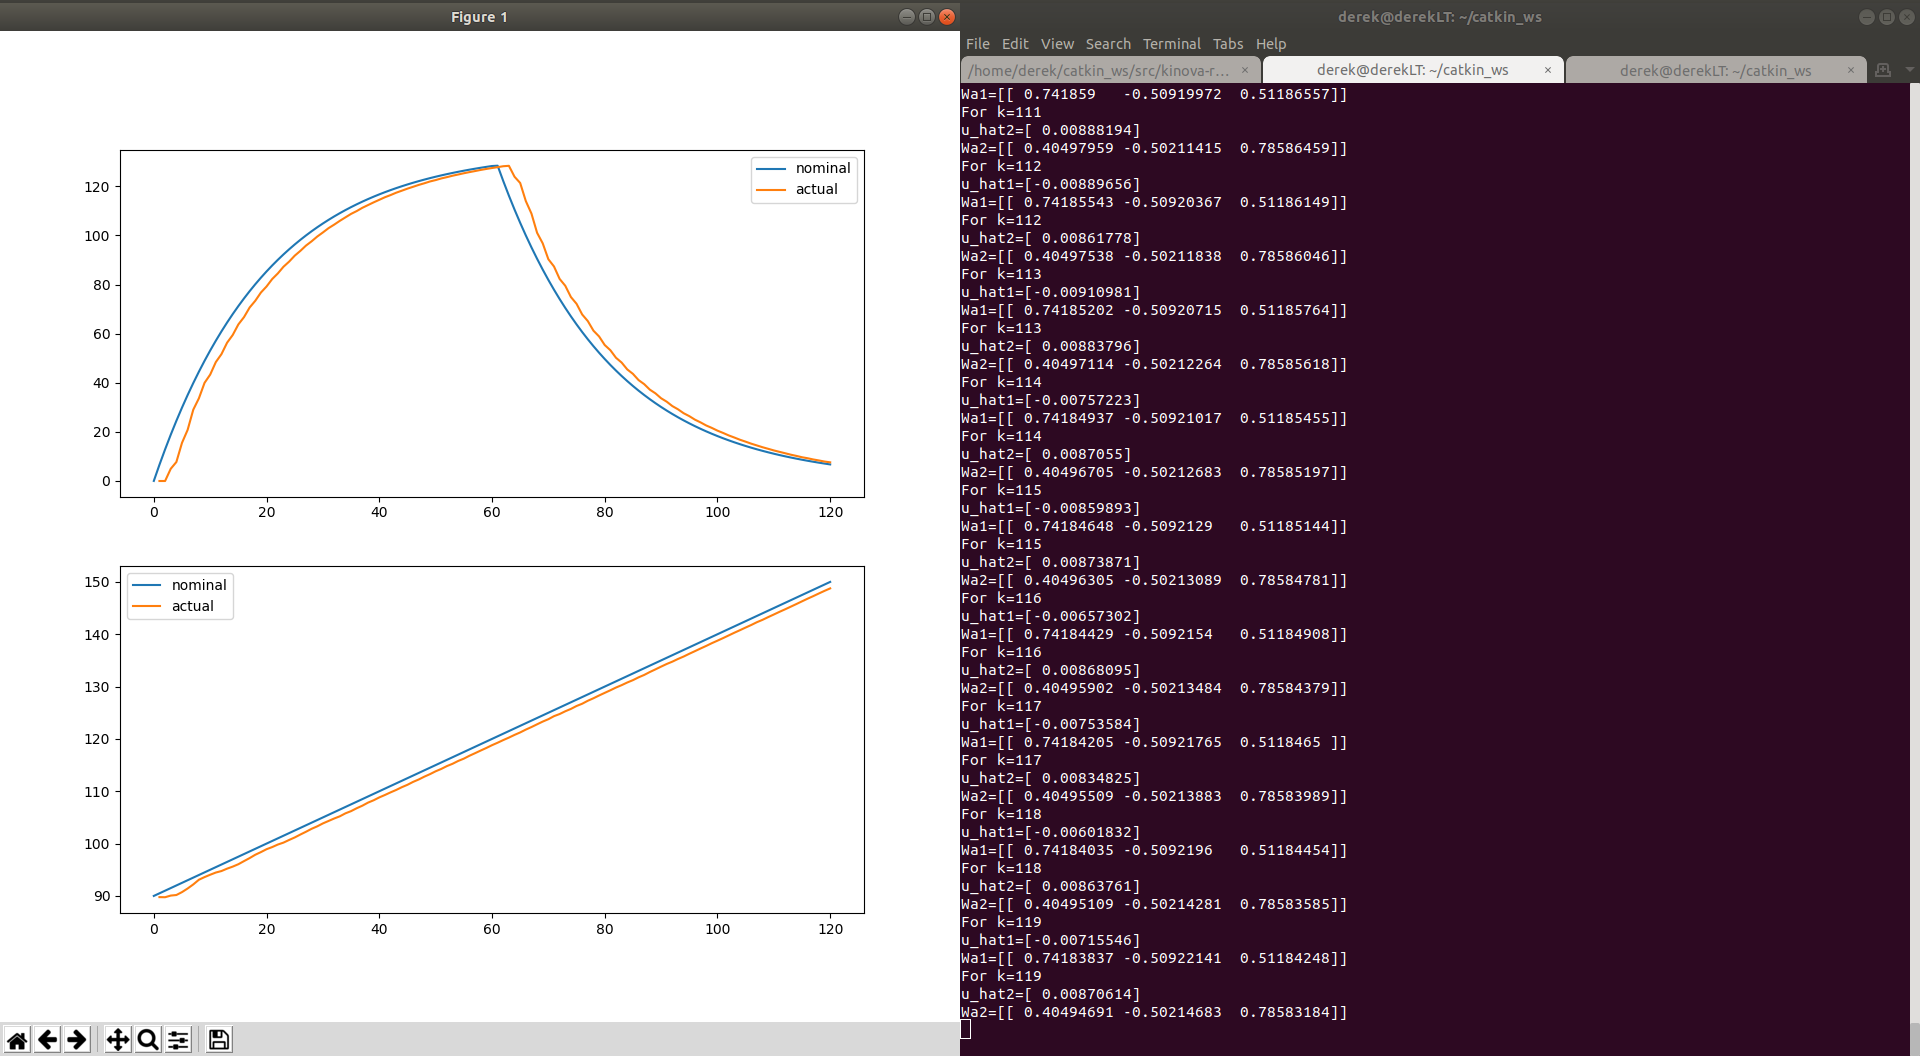 Figure 1
nominal
actual
120
100
80
60
40
20
0
0 20 40 60 80 100 120
nominal
actual
150
140
130
120
110
100
90
0 20 40 60 80 100 120
derek@derekLT: ~/catkin_ws
File Edit View Search Terminal Tabs Help
/home/derek/catkin_ws/src/kinova-r... × derek@derekLT: ~/catkin_ws × derek@derekLT: ~/catkin_ws ×
Wa1=[[ 0.741859   -0.50919972  0.51186557]]
For k=111
u_hat2=[ 0.00888194]
Wa2=[[ 0.40497959 -0.50211415  0.78586459]]
For k=112
u_hat1=[-0.00889656]
Wa1=[[ 0.74185543 -0.50920367  0.51186149]]
For k=112
u_hat2=[ 0.00861778]
Wa2=[[ 0.40497538 -0.50211838  0.78586046]]
For k=113
u_hat1=[-0.00910981]
Wa1=[[ 0.74185202 -0.50920715  0.51185764]]
For k=113
u_hat2=[ 0.00883796]
Wa2=[[ 0.40497114 -0.50212264  0.78585618]]
For k=114
u_hat1=[-0.00757223]
Wa1=[[ 0.74184937 -0.50921017  0.51185455]]
For k=114
u_hat2=[ 0.0087055]
Wa2=[[ 0.40496705 -0.50212683  0.78585197]]
For k=115
u_hat1=[-0.00859893]
Wa1=[[ 0.74184648 -0.5092129   0.51185144]]
For k=115
u_hat2=[ 0.00873871]
Wa2=[[ 0.40496305 -0.50213089  0.78584781]]
For k=116
u_hat1=[-0.00657302]
Wa1=[[ 0.74184429 -0.5092154   0.51184908]]
For k=116
u_hat2=[ 0.00868095]
Wa2=[[ 0.40495902 -0.50213484  0.78584379]]
For k=117
u_hat1=[-0.00753584]
Wa1=[[ 0.74184205 -0.50921765  0.5118465 ]]
For k=117
u_hat2=[ 0.00834825]
Wa2=[[ 0.40495509 -0.50213883  0.78583989]]
For k=118
u_hat1=[-0.00601832]
Wa1=[[ 0.74184035 -0.5092196   0.51184454]]
For k=118
u_hat2=[ 0.00863761]
Wa2=[[ 0.40495109 -0.50214281  0.78583585]]
For k=119
u_hat1=[-0.00715546]
Wa1=[[ 0.74183837 -0.50922141  0.51184248]]
For k=119
u_hat2=[ 0.00870614]
Wa2=[[ 0.40494691 -0.50214683  0.78583184]]